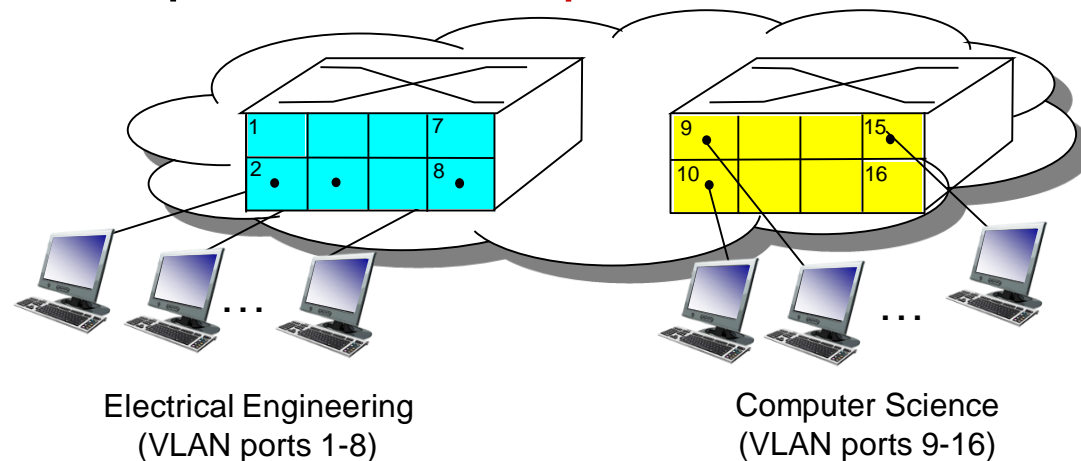 1 7
2 8
9 15
10 16
...
...
Electrical Engineering
(VLAN ports 1-8)
Computer Science
(VLAN ports 9-16)